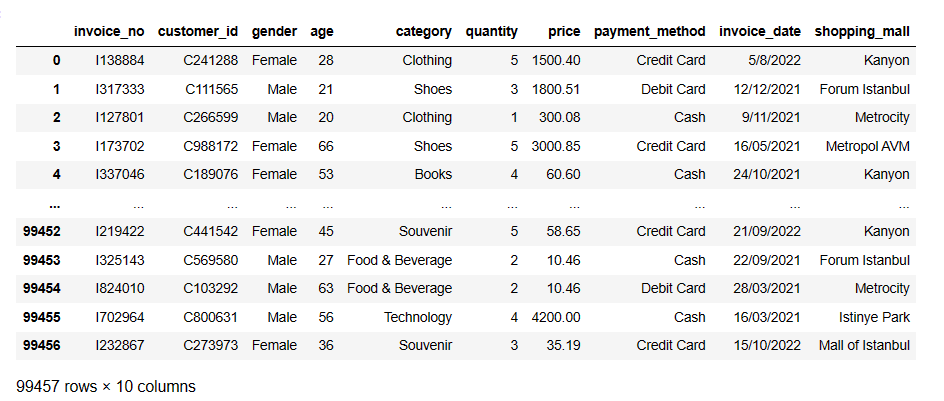 invoice_no customer_id gender age category quantity price payment_method invoice_date shopping_mall
0 I138884 C241288 Female 28 Clothing 5 1500.40 Credit Card 5/8/2022 Kanyon
1 I317333 C111565 Male 21 Shoes 3 1800.51 Debit Card 12/12/2021 Forum Istanbul
2 I127801 C266599 Male 20 Clothing 1 300.08 Cash 9/11/2021 Metrocity
3 I173702 C988172 Female 66 Shoes 5 3000.85 Credit Card 16/05/2021 Metropol AVM
4 I337046 C189076 Female 53 Books 4 60.60 Cash 24/10/2021 Kanyon
... ... ... ... ... ... ... ... ... ... ...
99452 I219422 C441542 Female 45 Souvenir 5 58.65 Credit Card 21/09/2022 Kanyon
99453 I325143 C569580 Male 27 Food & Beverage 2 10.46 Cash 22/09/2021 Forum Istanbul
99454 I824010 C103292 Male 63 Food & Beverage 2 10.46 Debit Card 28/03/2021 Metrocity
99455 I702964 C800631 Male 56 Technology 4 4200.00 Cash 16/03/2021 Istinye Park
99456 I232867 C273973 Female 36 Souvenir 3 35.19 Credit Card 15/10/2022 Mall of Istanbul
99457 rows × 10 columns